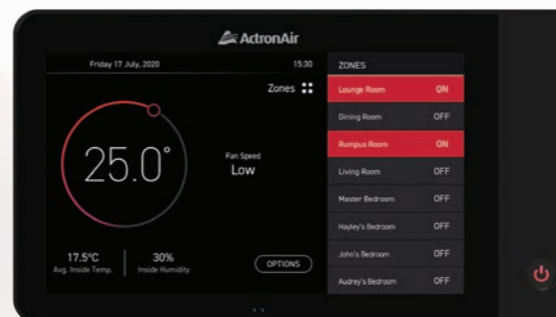 ActronAir
Friday 17 July, 2020
15:30
Zones
25.0°
Fan Speed
Low
17.5°C
Avg. Inside Temp.
30%
Inside Humidity
OPTIONS
ZONES
Lounge Room ON
Dining Room OFF
Rumpus Room ON
Living Room OFF
Master Bedroom OFF
Hayley's Bedroom OFF
John's Bedroom OFF
Audrey's Bedroom OFF